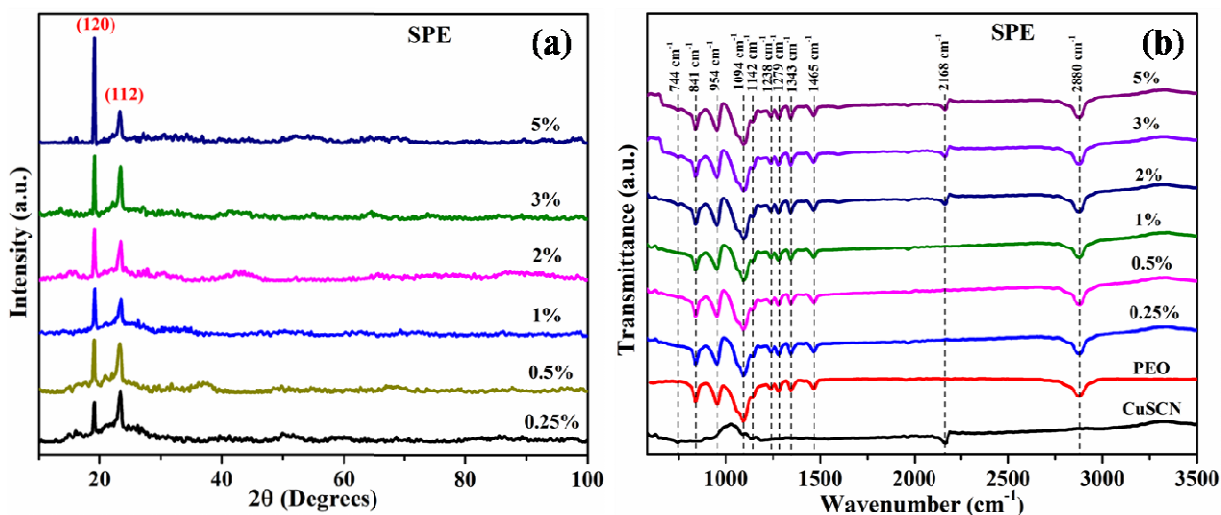 (120)
SPE
(a)
(112)
5%
3%
2%
1%
0.5%
0.25%
Intensity (a.u.)
20
40
60
80
100
2θ (Degrees)
SPE
(b)
744 cm⁻¹
841 cm⁻¹
954 cm⁻¹
1094 cm⁻¹
1142 cm⁻¹
1238 cm⁻¹
1279 cm⁻¹
1343 cm⁻¹
1465 cm⁻¹
2168 cm⁻¹
2880 cm⁻¹
5%
3%
2%
1%
0.5%
0.25%
PEO
CuSCN
Transmittance (a.u.)
1000
1500
2000
2500
3000
3500
Wavenumber (cm⁻¹)